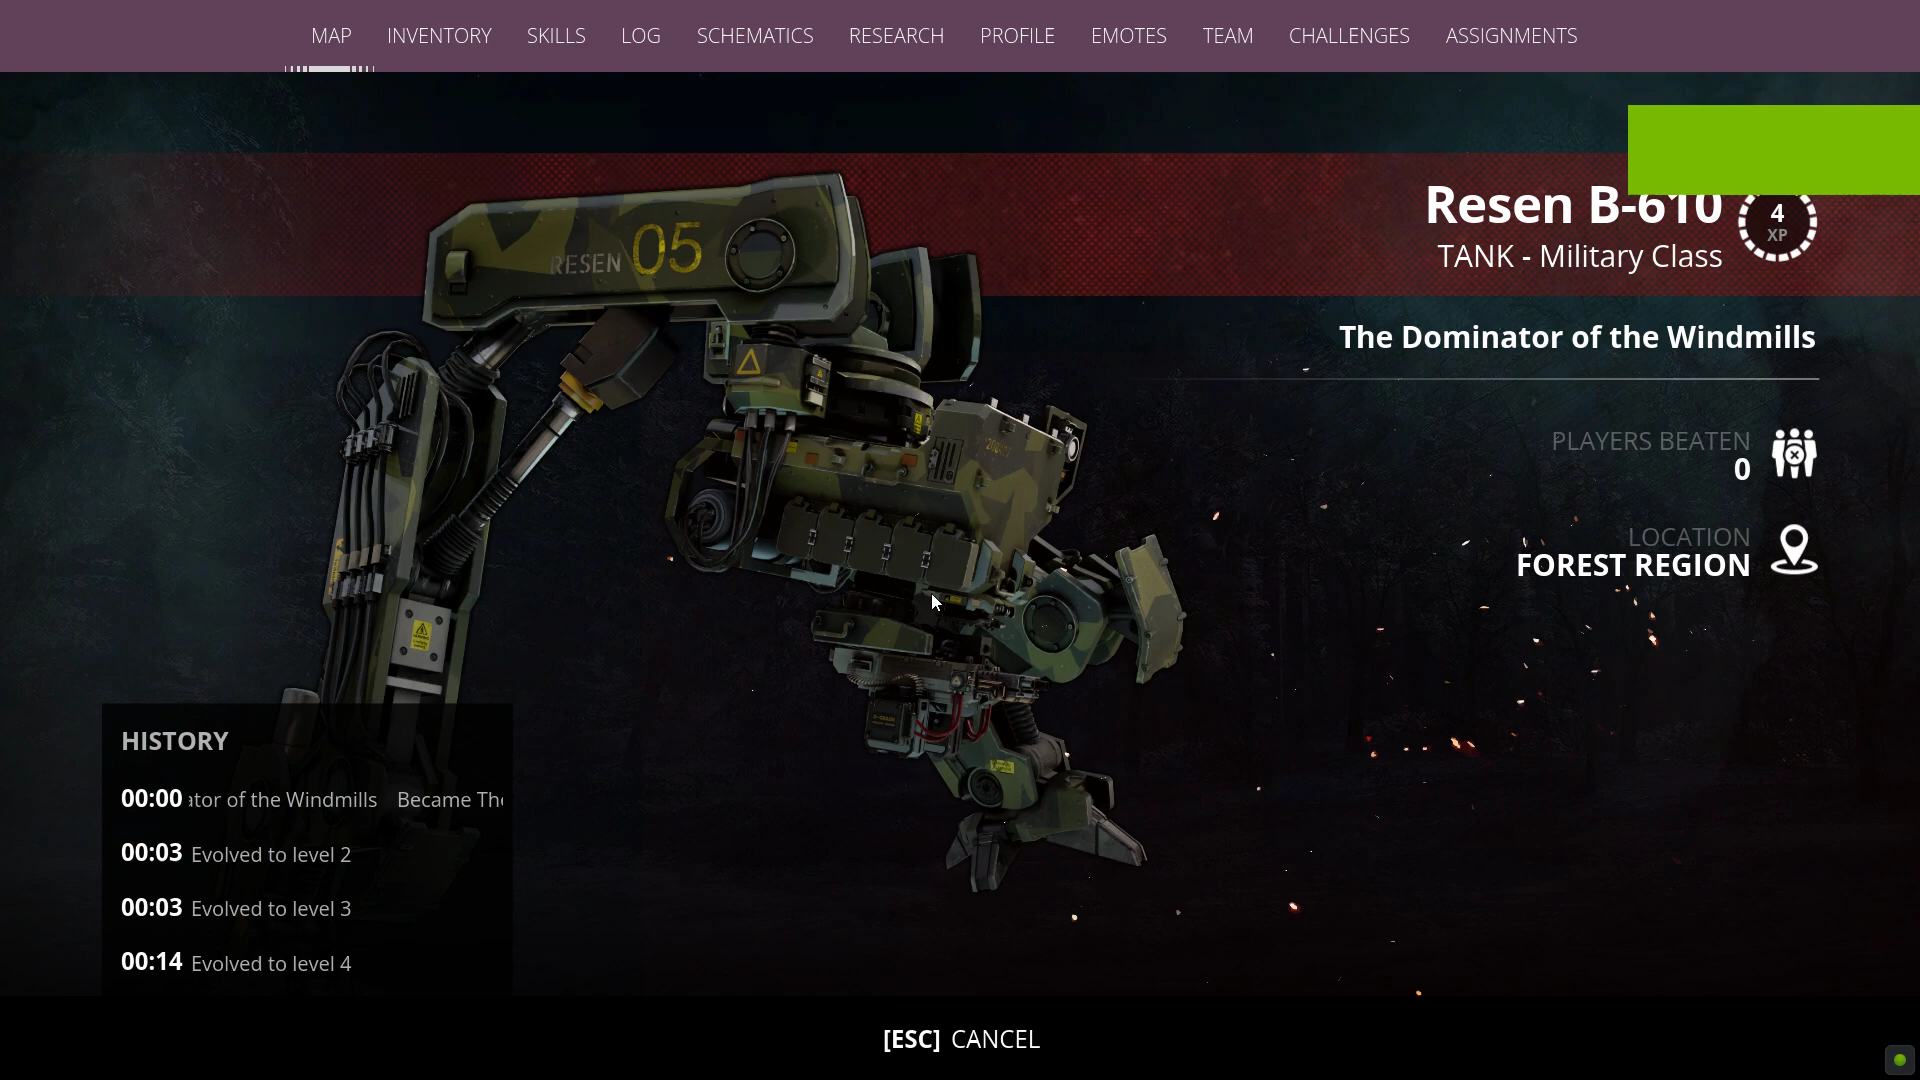 MAP INVENTORY SKILLS LOG SCHEMATICS RESEARCH PROFILE EMOTES TEAM CHALLENGES ASSIGNMENTS
Resen B-610
4
XP
TANK - Military Class
RESEN 05
The Dominator of the Windmills
PLAYERS BEATEN
0
LOCATION
FOREST REGION
HISTORY
00:00 ator of the Windmills Became The
00:03 Evolved to level 2
00:03 Evolved to level 3
00:14 Evolved to level 4
[ESC] CANCEL